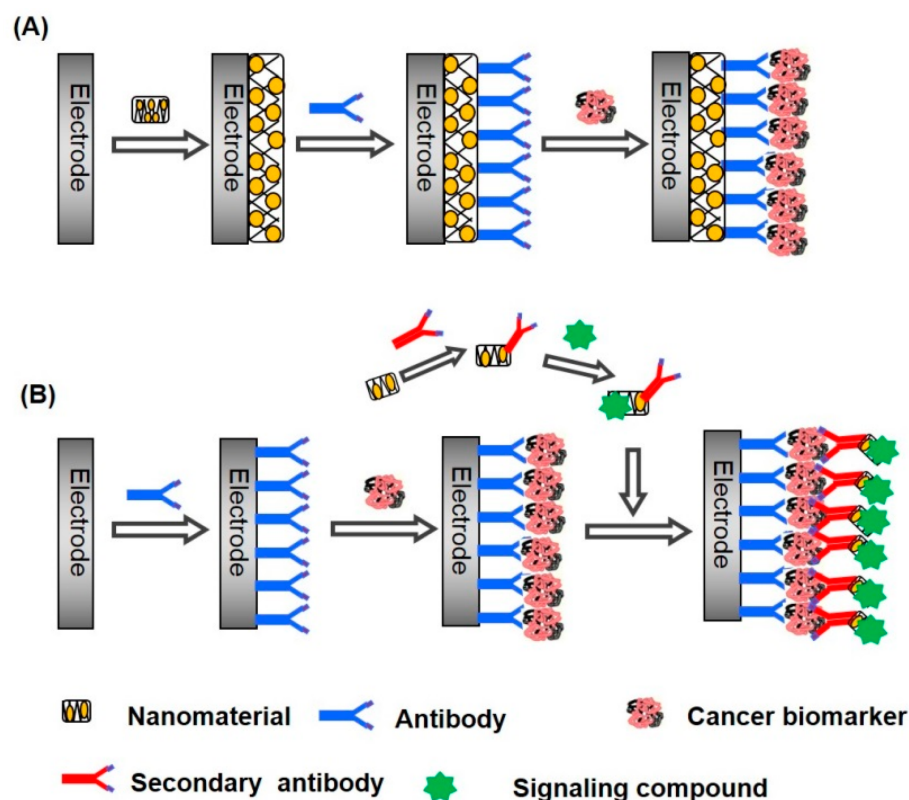 (A)
Electrode
Electrode
Electrode
Electrode
(B)
Electrode
Electrode
Electrode
Electrode
Nanomaterial
Antibody
Cancer biomarker
Secondary antibody
Signaling compound